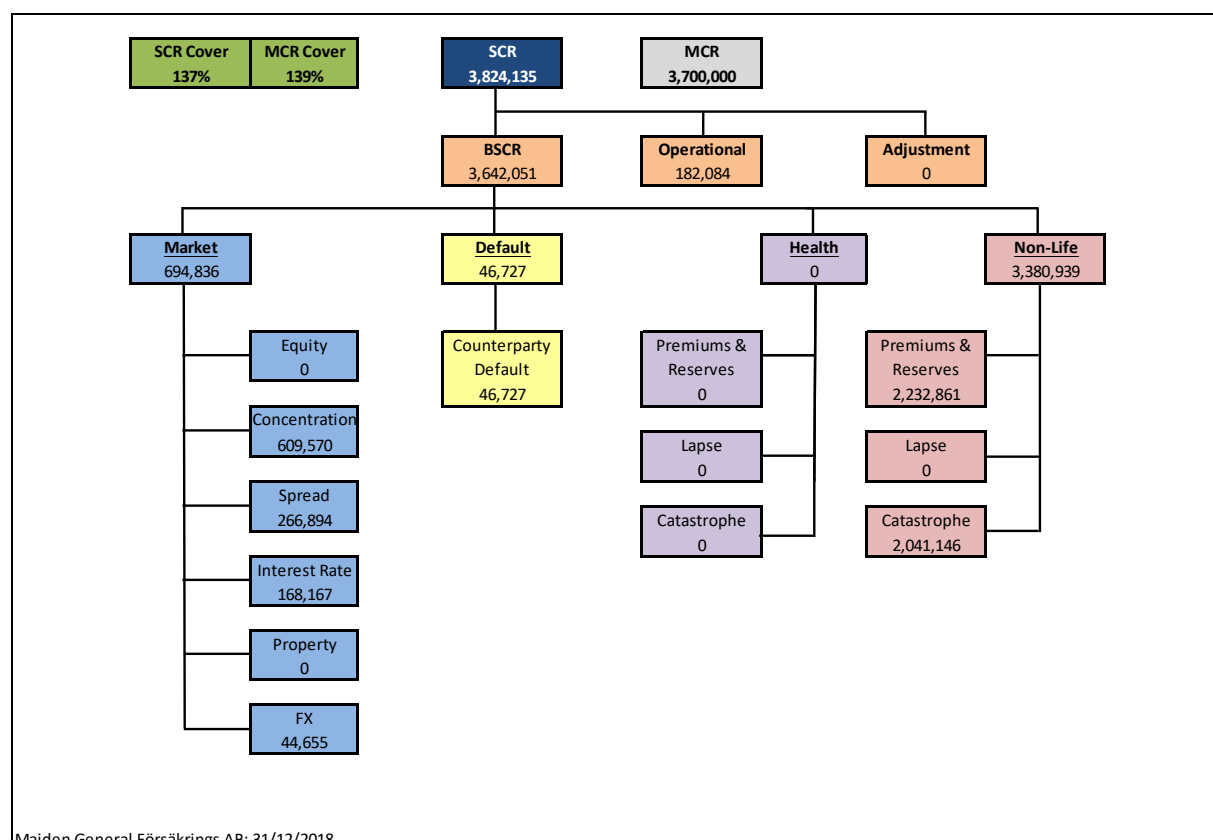 SCR Cover
137%
MCR Cover
139%
SCR
3,824,135
MCR
3,700,000
BSCR
3,642,051
Operational
182,084
Adjustment
0
Market
694,836
Default
46,727
Health
0
Non-Life
3,380,939
Equity
0
Concentration
609,570
Spread
266,894
Interest Rate
168,167
Property
0
FX
44,655
Counterparty
Default
46,727
Premiums &
Reserves
0
Lapse
0
Catastrophe
0
Premiums &
Reserves
2,232,861
Lapse
0
Catastrophe
2,041,146
Maiden General Försäkrings AB: 31/12/2018